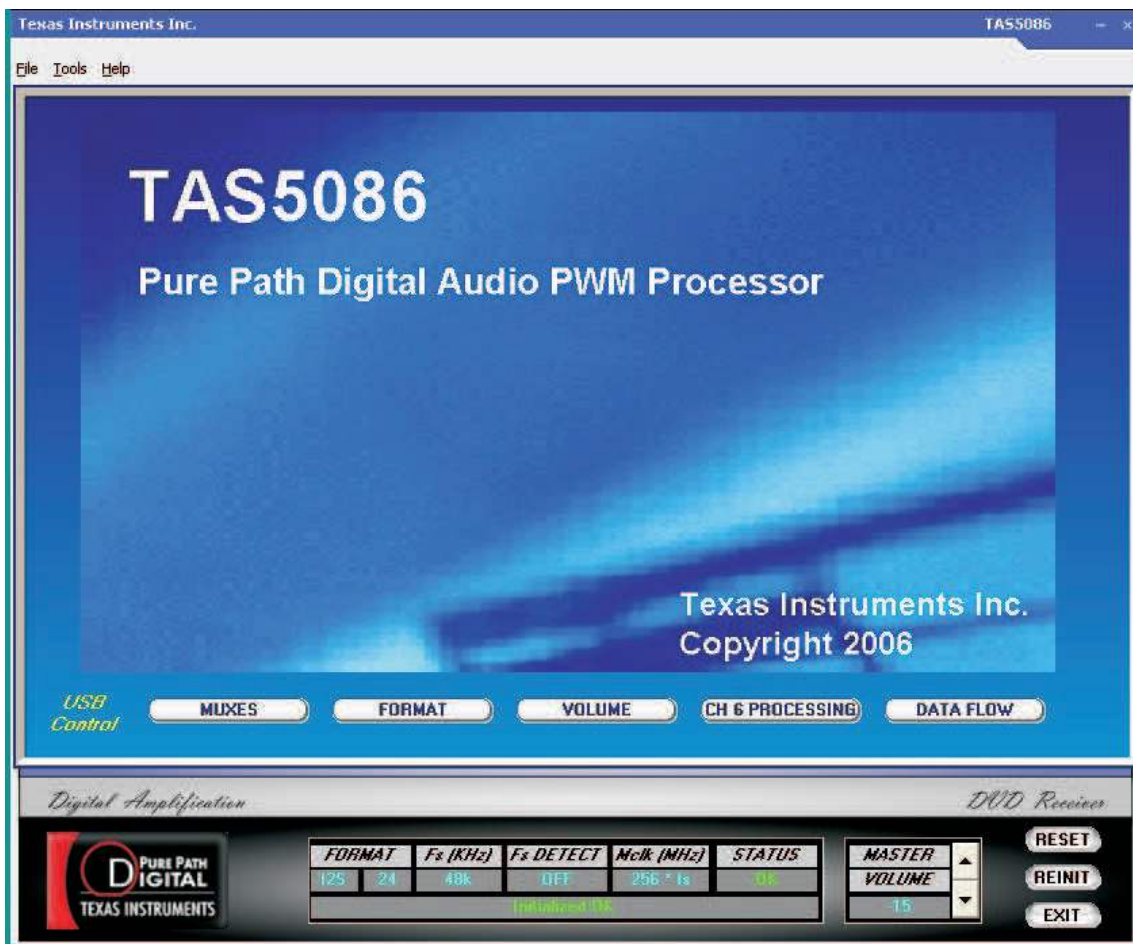 Texas Instruments Inc. TAS5086
File Tools Help
TAS5086
Pure Path Digital Audio PWM Processor
Texas Instruments Inc.
Copyright 2006
USB
Control
MUXES FORMAT VOLUME CH 6 PROCESSING DATA FLOW
Digital Amplification DVD Receiver
PURE PATH
DIGITAL
TEXAS INSTRUMENTS
FORMAT Fs (KHz) Fs DETECT Mclk (MHz) STATUS
I2S 24 48k OFF 256 * fs OK
Initialized OK
MASTER
VOLUME
15
RESET
REINIT
EXIT